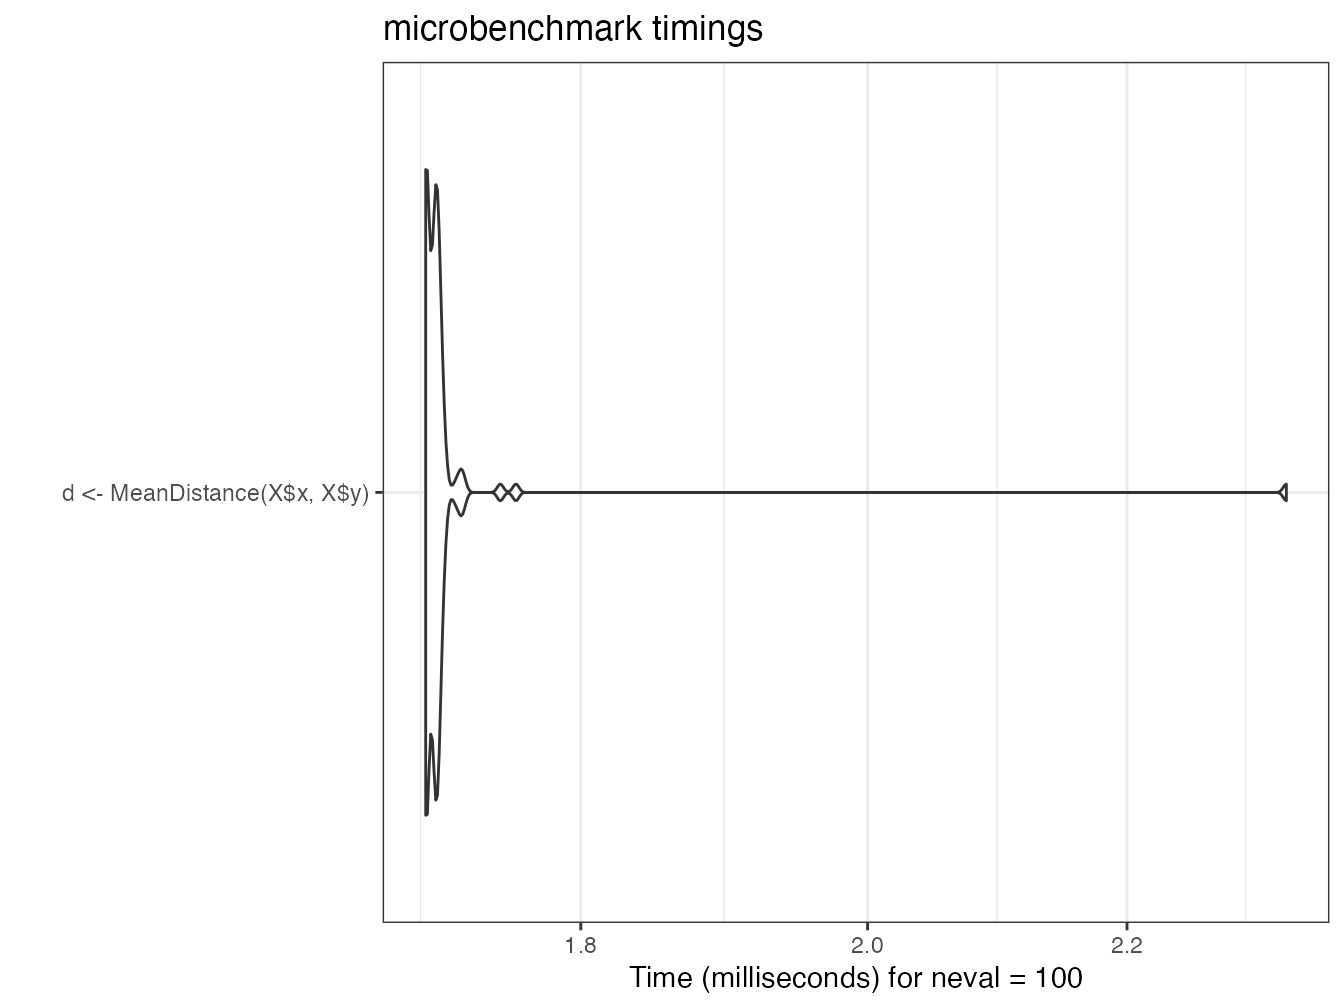 microbenchmark timings
d <- MeanDistance(X$x, X$y)
1.8 2.0 2.2
Time (milliseconds) for neval = 100